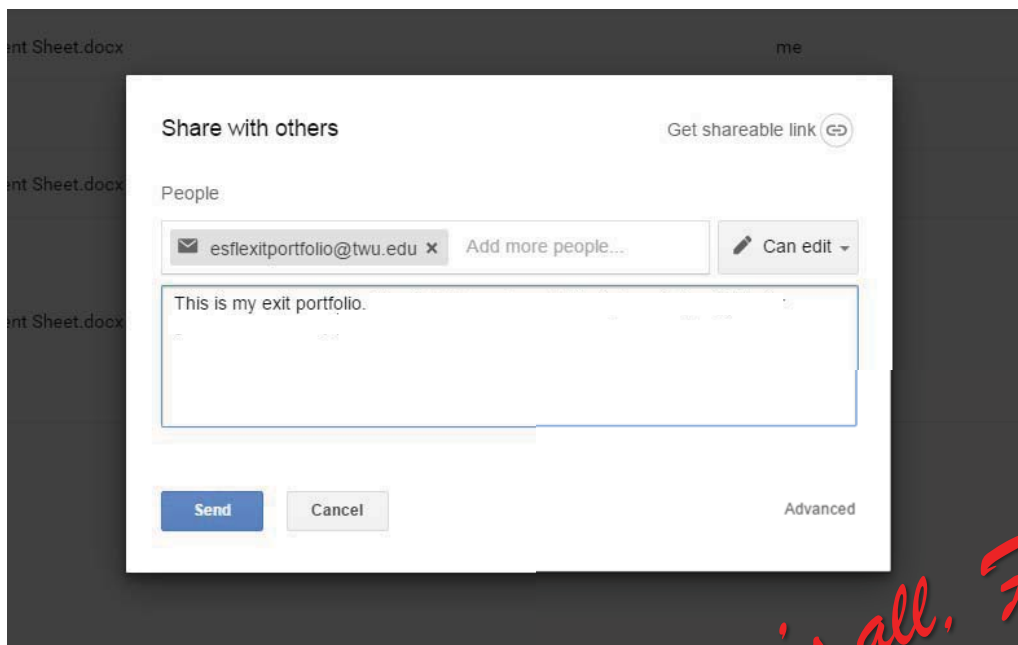 ent Sheet.docx me
Share with others
Get shareable link
ent Sheet.docx
People
esflexitportfolio@twu.edu × Add more people...
Can edit
This is my exit portfolio.
ent Sheet.docx
Send Cancel
Advanced
all,